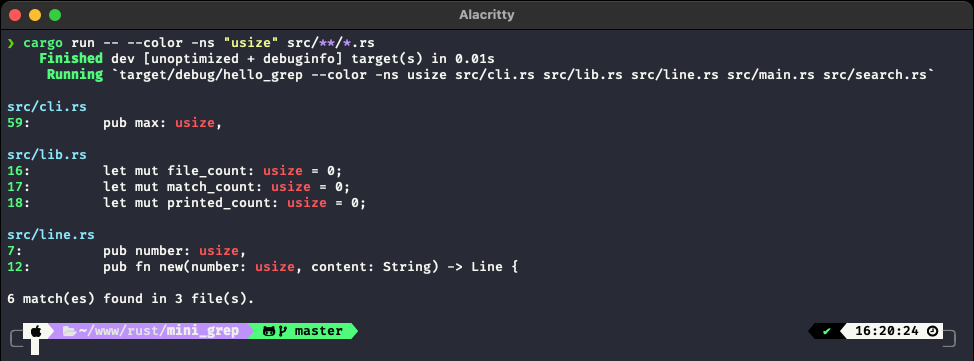 Alacritty
❯ cargo run -- --color -ns "usize" src/**/*.rs
    Finished dev [unoptimized + debuginfo] target(s) in 0.01s
     Running `target/debug/hello_grep --color -ns usize src/cli.rs src/lib.rs src/line.rs src/main.rs src/search.rs`
src/cli.rs
59:         pub max: usize,
src/lib.rs
16:         let mut file_count: usize = 0;
17:         let mut match_count: usize = 0;
18:         let mut printed_count: usize = 0;
src/line.rs
7:          pub number: usize,
12:         pub fn new(number: usize, content: String) -> Line {
6 match(es) found in 3 file(s).
~/www/rust/mini_grep master ✔ 16:20:24